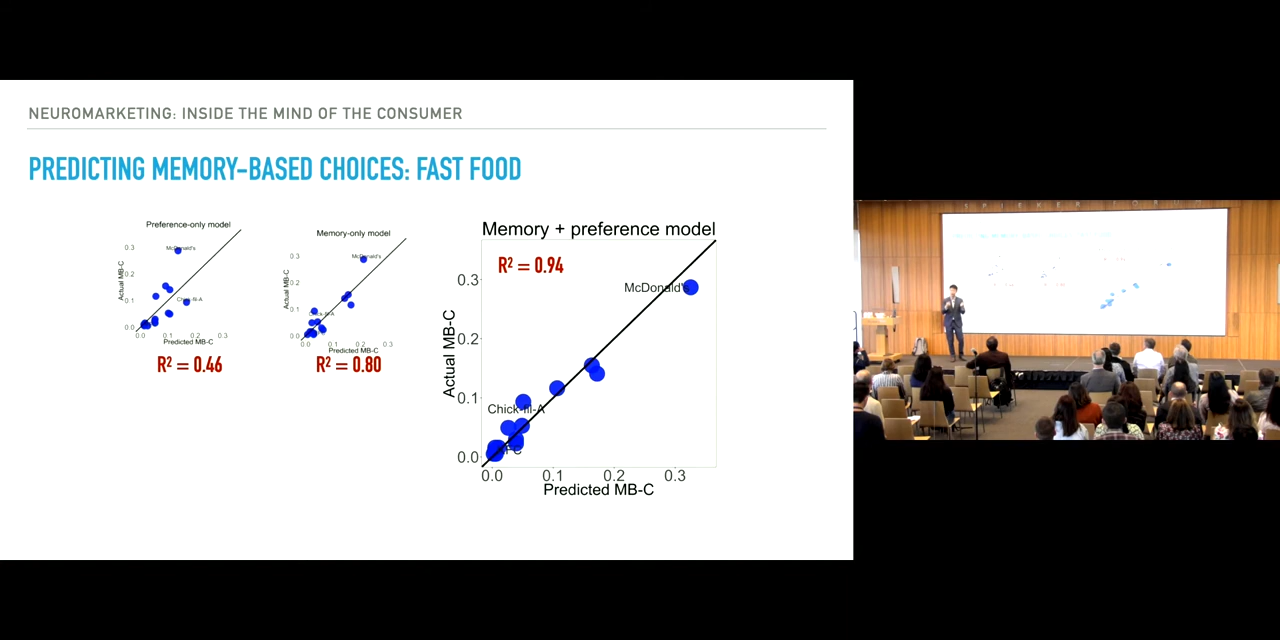 NEUROMARKETING: INSIDE THE MIND OF THE CONSUMER
PREDICTING MEMORY-BASED CHOICES: FAST FOOD
Preference-only model
McDonald's
Chick-fil-A
Actual MB-C
0.3
0.2
0.1
0.0
0.0 0.1 0.2 0.3
Predicted MB-C
R² = 0.46
Memory-only model
McDonald's
Chick-fil-A
Actual MB-C
0.3
0.2
0.1
0.0
0.0 0.1 0.2 0.3
Predicted MB-C
R² = 0.80
Memory + preference model
R² = 0.94
McDonald's
Chick-fil-A
Actual MB-C
0.3
0.2
0.1
0.0
0.0 0.1 0.2 0.3
Predicted MB-C
SPIEKER FORUM